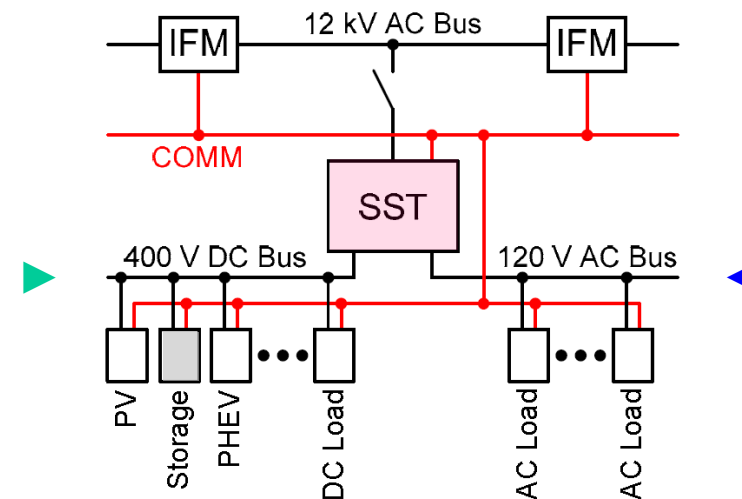 12 kV AC Bus
IFM
IFM
COMM
SST
400 V DC Bus
120 V AC Bus
PV
Storage
PHEV
DC Load
AC Load
AC Load